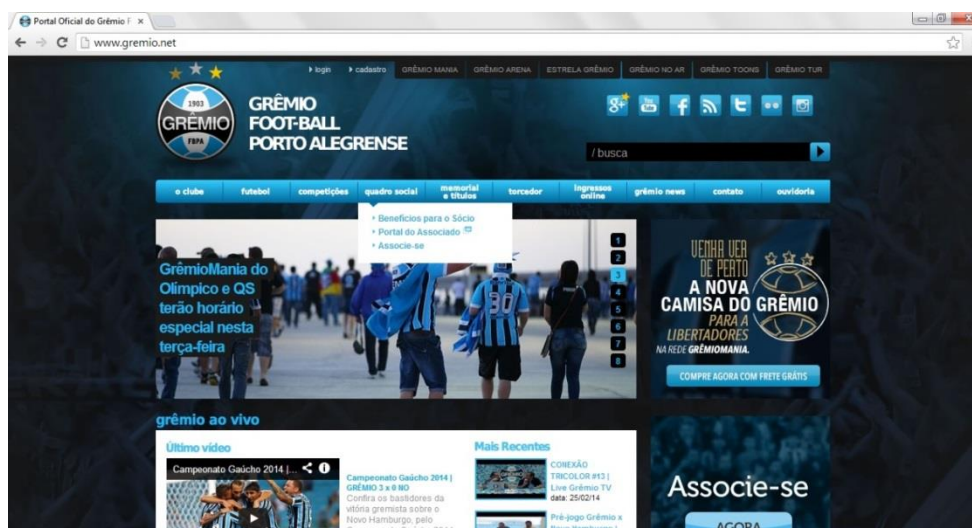 Portal Oficial do Grêmio F
www.gremio.net
login cadastro GRÊMIO MANIA GRÊMIO ARENA ESTRELA GRÊMIO GRÊMIO NO AR GRÊMIO TOONS GRÊMIO TUR
1903
GRÊMIO
FBPA
GRÊMIO
FOOT-BALL
PORTO ALEGRENSE
8+ You Tube f t
/ busca
o clube futebol competições quadro social memorial e títulos torcedor ingressos online grêmio news contato ouvidoria
Benefícios para o Sócio
Portal do Associado
Associe-se
GrêmioMania do
Olímpico e QS
terão horário
especial nesta
terça-feira
30
1
2
3
4
5
6
7
8
VENHA VER
DE PERTO
A NOVA
CAMISA DO GRÊMIO
PARA A
LIBERTADORES
NA REDE GRÊMIOMANIA.
COMPRE AGORA COM FRETE GRÁTIS
grêmio ao vivo
Último vídeo
Campeonato Gaúcho 2014 |...
Campeonato Gaúcho 2014 |
GRÊMIO 3 x 0 NO
Confira os bastidores da
vitória gremista sobre o
Novo Hamburgo, pelo
Mais Recentes
CONEXÃO
TRICOLOR #13 |
Live Grêmio TV
data: 25/02/14
Pré-jogo Grêmio x
Associe-se
AGORA